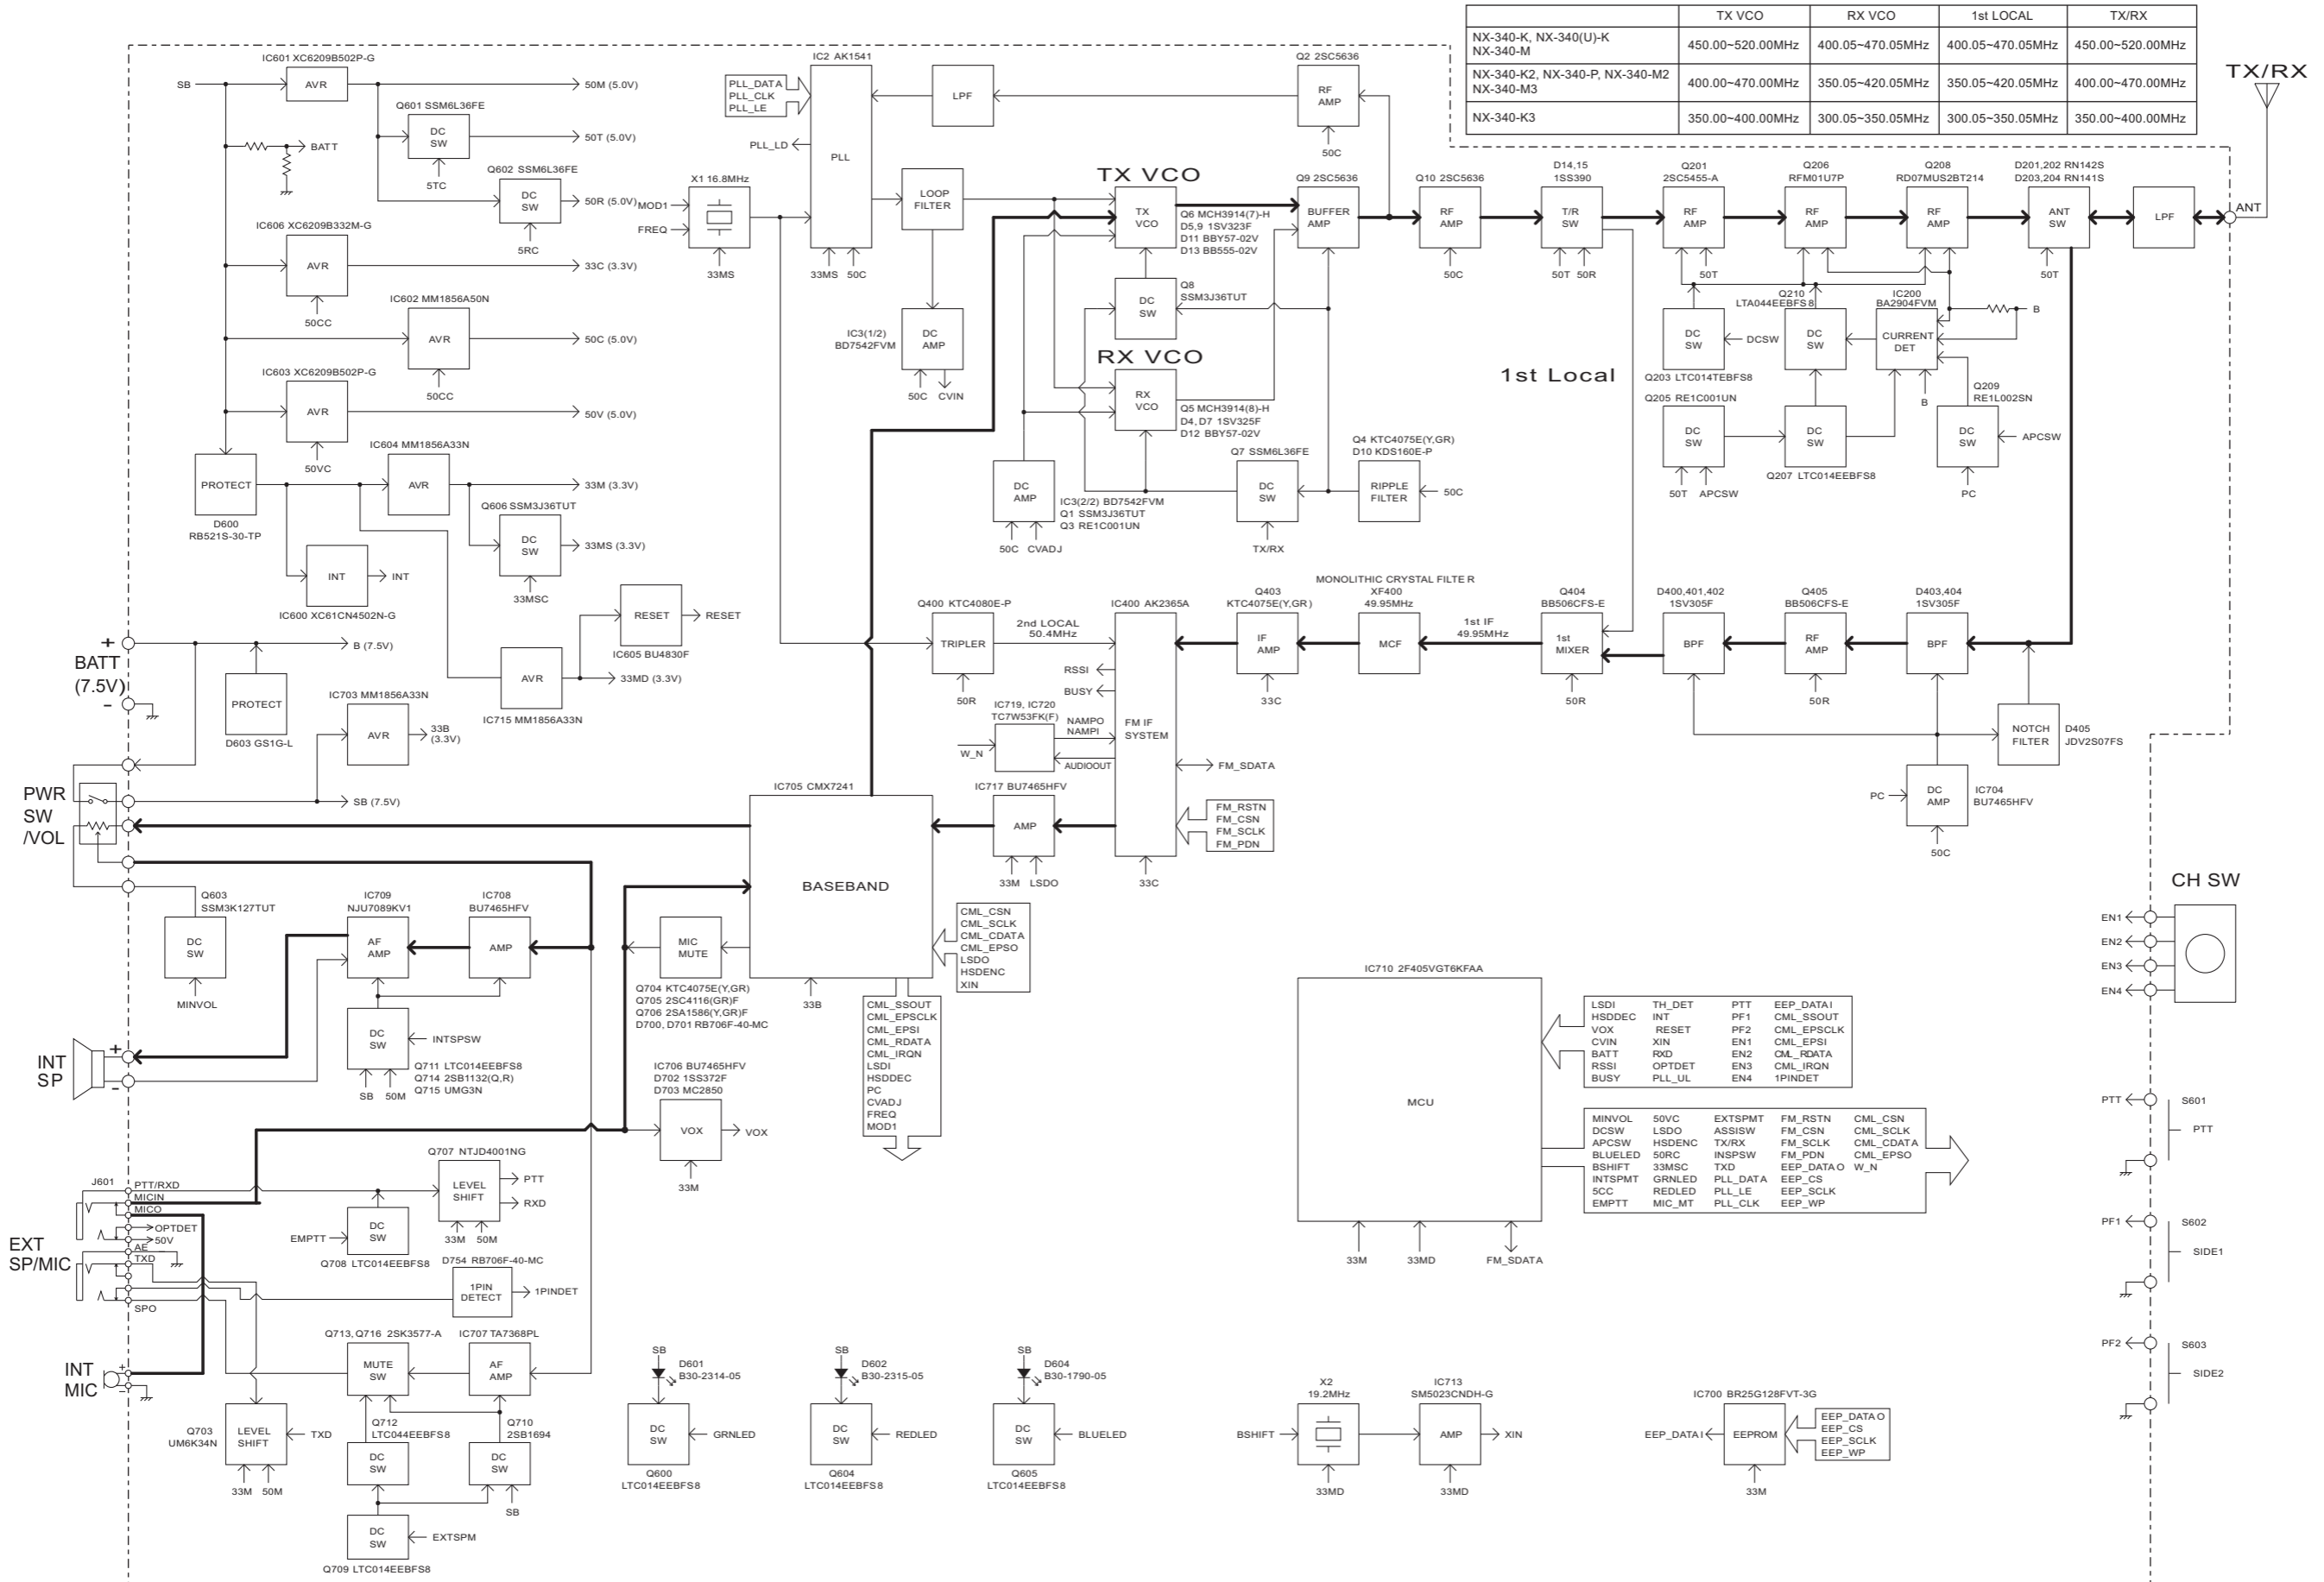 TX VCO RX VCO 1st LOCAL TX/RX
NX-340-K, NX-340(U)-K
NX-340-M
450.00~520.00MHz 400.05~470.05MHz 400.05~470.05MHz 450.00~520.00MHz
NX-340-K2, NX-340-P, NX-340-M2
NX-340-M3
400.00~470.00MHz 350.05~420.05MHz 350.05~420.05MHz 400.00~470.00MHz
NX-340-K3 350.00~400.00MHz 300.05~350.05MHz 300.05~350.05MHz 350.00~400.00MHz
TX/RX
ANT
IC601 XC6209B502P-G
SB
AVR
50M (5.0V)
Q601 SSM6L36FE
DC
SW
50T (5.0V)
5TC
BATT
Q602 SSM6L36FE
DC
SW
50R (5.0V)
5RC
IC606 XC6209B332M-G
AVR
33C (3.3V)
50CC
IC602 MM1856A50N
AVR
50C (5.0V)
50CC
IC603 XC6209B502P-G
AVR
50V (5.0V)
50VC
PROTECT
D600
RB521S-30-TP
IC604 MM1856A33N
AVR
33M (3.3V)
Q606 SSM3J36TUT
DC
SW
33MS (3.3V)
33MSC
INT
INT
IC600 XC61CN4502N-G
RESET
RESET
IC605 BU4830F
AVR
33MD (3.3V)
IC715 MM1856A33N
+
BATT
(7.5V)
-
B (7.5V)
PROTECT
D603 GS1G-L
IC703 MM1856A33N
AVR
33B
(3.3V)
PWR
SW
/VOL
SB (7.5V)
IC2 AK1541
PLL_DATA
PLL_CLK
PLL_LE
PLL_LD
PLL
33MS 50C
X1 16.8MHz
MOD1
FREQ
33MS
LPF
Q2 2SC5636
RF
AMP
50C
LOOP
FILTER
IC3(1/2)
BD7542FVM
DC
AMP
50C CVIN
TX VCO
TX
VCO
Q6 MCH3914(7)-H
D5,9 1SV323F
D11 BBY57-02V
D13 BB555-02V
DC
SW
Q8
SSM3J36TUT
RX VCO
RX
VCO
Q5 MCH3914(8)-H
D4, D7 1SV325F
D12 BBY57-02V
DC
AMP
IC3(2/2) BD7542FVM
Q1 SSM3J36TUT
Q3 RE1C001UN
50C CVADJ
Q7 SSM6L36FE
DC
SW
TX/RX
Q4 KTC4075E(Y,GR)
D10 KDS160E-P
RIPPLE
FILTER
50C
Q9 2SC5636
BUFFER
AMP
Q10 2SC5636
RF
AMP
50C
D14,15
1SS390
T/R
SW
50T 50R
Q201
2SC5455-A
RF
AMP
50T
Q206
RFM01U7P
RF
AMP
Q208
RD07MUS2BT214
RF
AMP
D201,202 RN142S
D203,204 RN141S
ANT
SW
50T
LPF
1st Local
DC
SW
DCSW
Q203 LTC014TEBFS8
Q210
LTA044EEBFS8
DC
SW
IC200
BA2904FVM
CURRENT
DET
B
B
Q205 RE1C001UN
DC
SW
50T APCSW
DC
SW
Q207 LTC014EEBFS8
Q209
RE1L002SN
DC
SW
APCSW
PC
Q400 KTC4080E-P
TRIPLER
50R
2nd LOCAL
50.4MHz
IC400 AK2365A
FM IF
SYSTEM
RSSI
BUSY
NAMPO
NAMPI
AUDIOOUT
IC719, IC720
TC7W53FK(F)
W_N
FM_SDATA
FM_RSTN
FM_CSN
FM_SCLK
FM_PDN
33C
Q403
KTC4075E(Y,GR)
IF
AMP
33C
MONOLITHIC CRYSTAL FILTER
XF400
49.95MHz
MCF
1st IF
49.95MHz
Q404
BB506CFS-E
1st
MIXER
50R
D400,401,402
1SV305F
BPF
Q405
BB506CFS-E
RF
AMP
50R
D403,404
1SV305F
BPF
NOTCH
FILTER
D405
JDV2S07FS
PC
DC
AMP
IC704
BU7465HFV
50C
IC717 BU7465HFV
AMP
33M LSDO
IC705 CMX7241
BASEBAND
33B
CML_CSN
CML_SCLK
CML_CDATA
CML_EPSO
LSDO
HSDENC
XIN
CML_SSOUT
CML_EPSCLK
CML_EPSI
CML_RDATA
CML_IRQN
LSDI
HSDDEC
PC
CVADJ
FREQ
MOD1
MIC
MUTE
Q704 KTC4075E(Y,GR)
Q705 2SC4116(GR)F
Q706 2SA1586(Y,GR)F
D700, D701 RB706F-40-MC
Q603
SSM3K127TUT
DC
SW
MINVOL
IC709
NJU7089KV1
AF
AMP
IC708
BU7465HFV
AMP
DC
SW
INTSPSW
Q711 LTC014EEBFS8
Q714 2SB1132(Q,R)
Q715 UMG3N
SB 50M
INT
SP
+
-
IC706 BU7465HFV
D702 1SS372F
D703 MC2850
VOX
VOX
33M
Q707 NTJD4001NG
LEVEL
SHIFT
PTT
RXD
33M 50M
EMPTT
DC
SW
Q708 LTC014EEBFS8
D754 RB706F-40-MC
1PIN
DETECT
1PINDET
J601
PTT/RXD
MICIN
MICO
OPTDET
50V
AE
TXD
SPO
EXT
SP/MIC
INT
MIC
+
-
Q713, Q716 2SK3577-A
MUTE
SW
IC707 TA7368PL
AF
AMP
Q703
UM6K34N
LEVEL
SHIFT
TXD
33M 50M
Q712
LTC044EEBFS8
DC
SW
Q710
2SB1694
DC
SW
SB
DC
SW
EXTSPM
Q709 LTC014EEBFS8
SB
D601
B30-2314-05
DC
SW
GRNLED
Q600
LTC014EEBFS8
SB
D602
B30-2315-05
DC
SW
REDLED
Q604
LTC014EEBFS8
SB
D604
B30-1790-05
DC
SW
BLUELED
Q605
LTC014EEBFS8
IC710 2F405VGT6KFAA
MCU
33M 33MD FM_SDATA
LSDI TH_DET PTT EEP_DATAI
HSDDEC INT PF1 CML_SSOUT
VOX RESET PF2 CML_EPSCLK
CVIN XIN EN1 CML_EPSI
BATT RXD EN2 CML_RDATA
RSSI OPTDET EN3 CML_IRQN
BUSY PLL_UL EN4 1PINDET
MINVOL 50VC EXTSPMT FM_RSTN CML_CSN
DCSW LSDO ASSISW FM_CSN CML_SCLK
APCSW HSDENC TX/RX FM_SCLK CML_CDATA
BLUELED 50RC INSPSW FM_PDN CML_EPSO
BSHIFT 33MSC TXD EEP_DATAO W_N
INTSPMT GRNLED PLL_DATA EEP_CS
5CC REDLED PLL_LE EEP_SCLK
EMPTT MIC_MT PLL_CLK EEP_WP
X2
19.2MHz
BSHIFT
33MD
IC713
SM5023CNDH-G
AMP
XIN
33MD
IC700 BR25G128FVT-3G
EEP_DATAI
EEPROM
EEP_DATAO
EEP_CS
EEP_SCLK
EEP_WP
33M
CH SW
EN1
EN2
EN3
EN4
PTT
S601
PTT
PF1
S602
SIDE1
PF2
S603
SIDE2